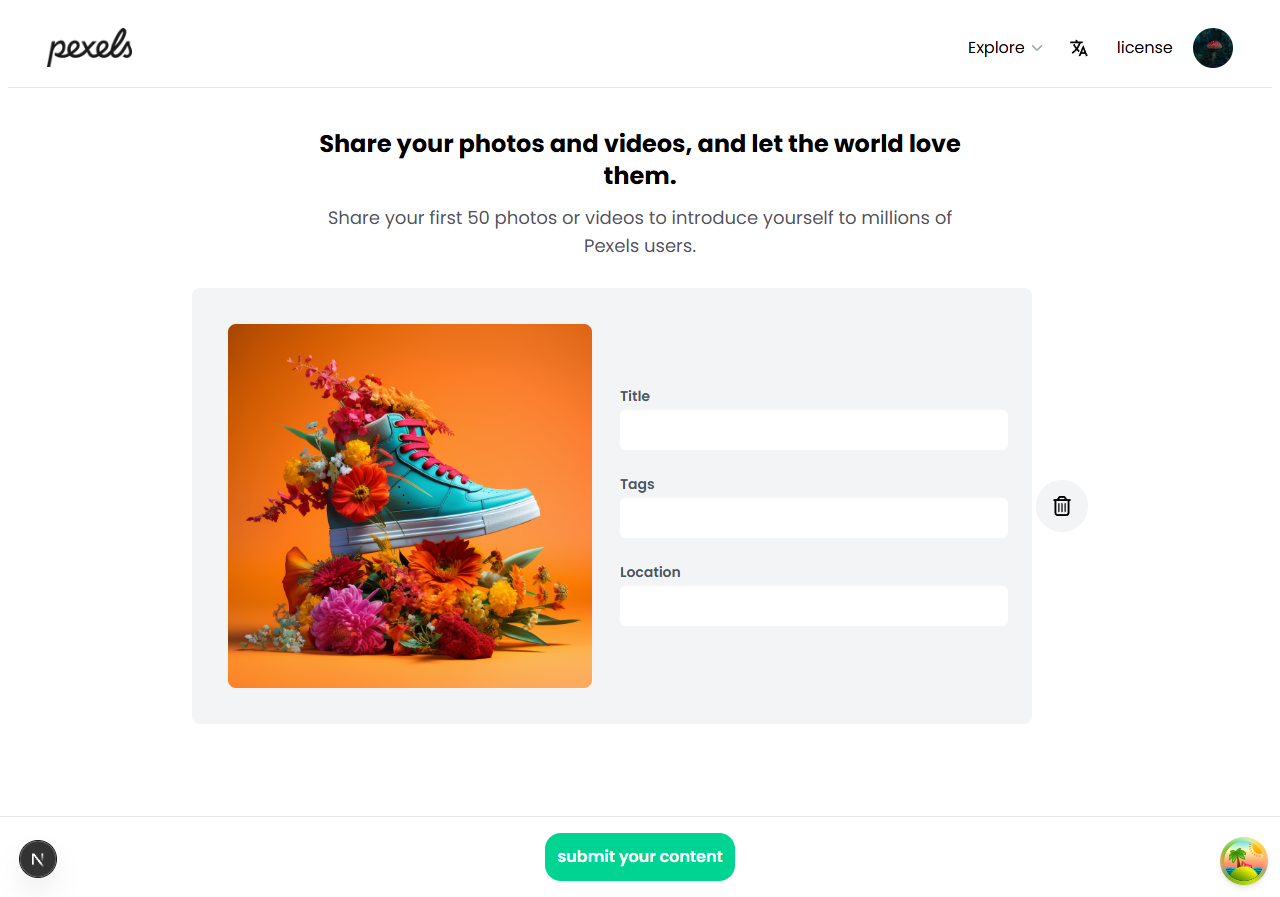 pexels
Explore
license
Share your photos and videos, and let the world love
them.
Share your first 50 photos or videos to introduce yourself to millions of
Pexels users.
Title
Tags
Location
N
submit your content